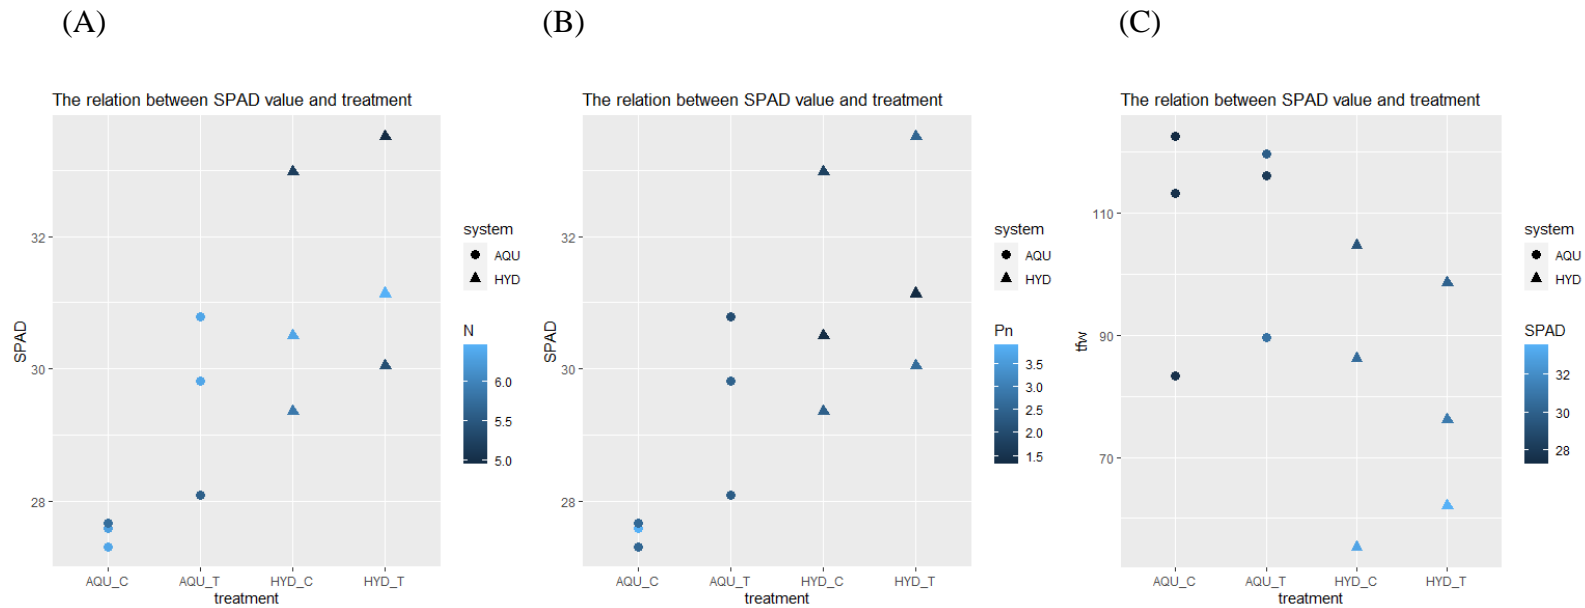 (A)
The relation between SPAD value and treatment
SPAD
32
30
28
AQU_C
AQU_T
HYD_C
HYD_T
treatment
system
AQU
HYD
N
6.0
5.5
5.0
(B)
The relation between SPAD value and treatment
SPAD
32
30
28
AQU_C
AQU_T
HYD_C
HYD_T
treatment
system
AQU
HYD
Pn
3.5
3.0
2.5
2.0
1.5
(C)
The relation between SPAD value and treatment
tfw
110
90
70
AQU_C
AQU_T
HYD_C
HYD_T
treatment
system
AQU
HYD
SPAD
32
30
28